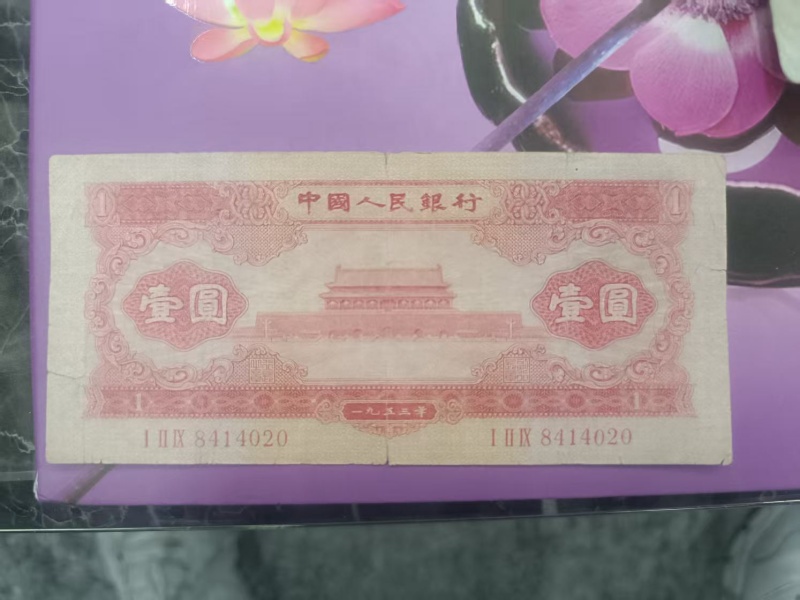 中國人民銀行
1 1
壹圓 壹圓
1 1
一九五三年
I II IX 8414020 I II IX 8414020